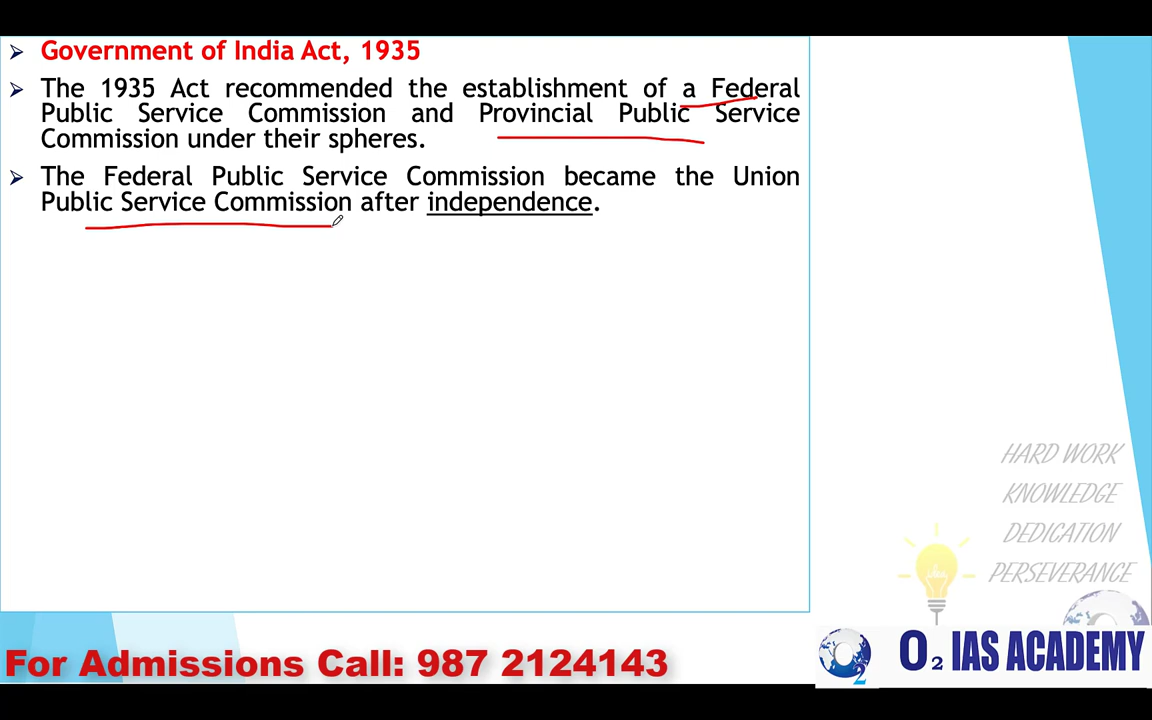 ➢ Government of India Act, 1935
➢ The 1935 Act recommended the establishment of a Federal
Public Service Commission and Provincial Public Service
Commission under their spheres.
➢ The Federal Public Service Commission became the Union
Public Service Commission after independence.
HARD WORK
KNOWLEDGE
DEDICATION
PERSEVERANCE
For Admissions Call: 987 2124143
O2
O2 IAS ACADEMY